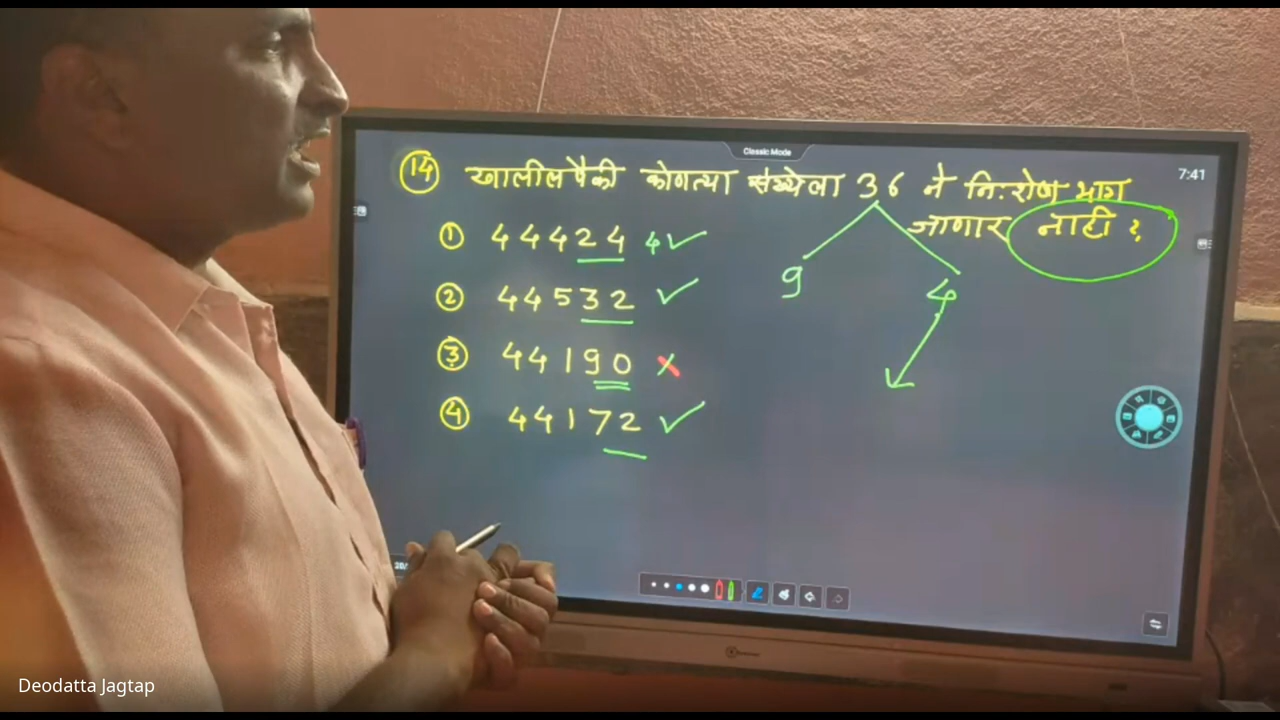 Classic Mode
7:41
14 खालीलपैकी कोणत्या संख्येला 36 ने नि:शेष भाग
जाणार नाही ?
① 44424 4✓
② 44532 ✓
③ 44190 ×
④ 44172 ✓
9 4
Deodatta Jagtap